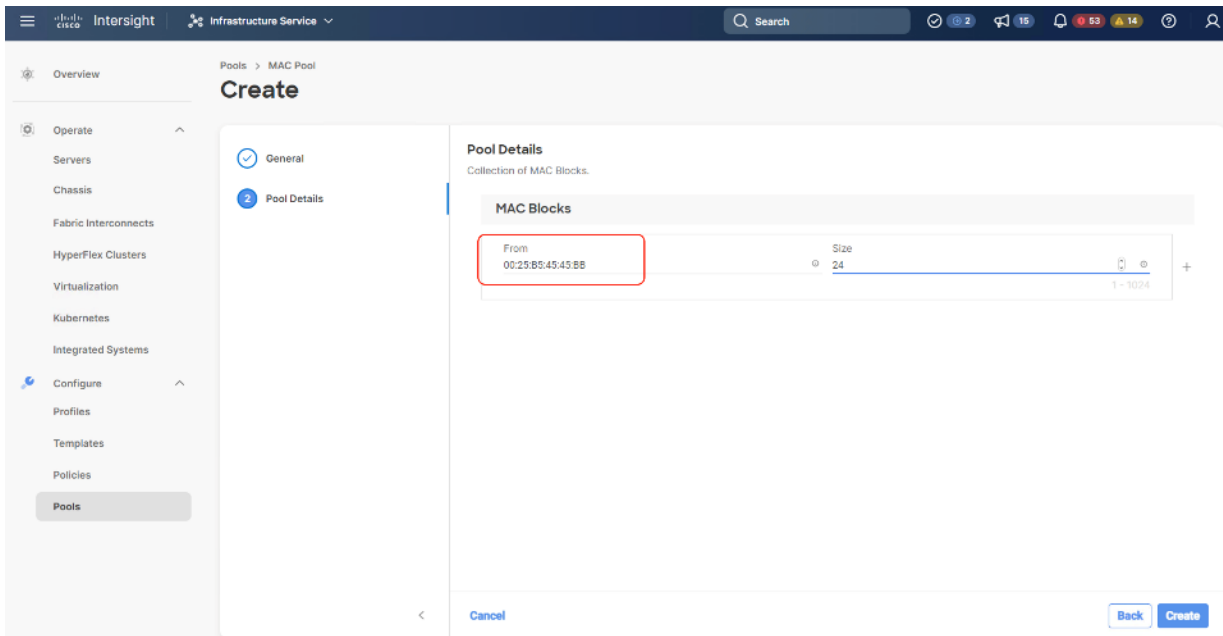 cisco Intersight Infrastructure Service Search 2 15 53 14
Overview
Operate
Servers
Chassis
Fabric Interconnects
HyperFlex Clusters
Virtualization
Kubernetes
Integrated Systems
Configure
Profiles
Templates
Policies
Pools
Pools > MAC Pool
Create
General
2 Pool Details
Pool Details
Collection of MAC Blocks.
MAC Blocks
From
00:25:B5:45:45:BB
Size
24
1 - 1024
Cancel
Back Create